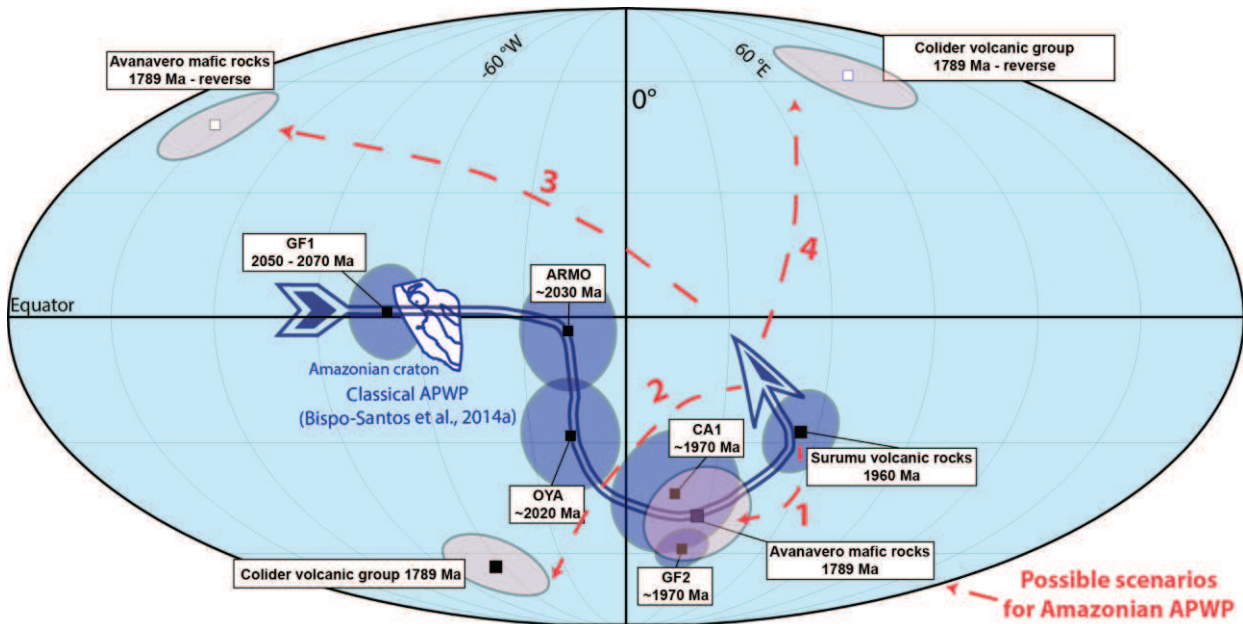 Avanavero mafic rocks
1789 Ma - reverse
-60 °W
60 °E
Colider volcanic group
1789 Ma - reverse
0°
3
4
GF1
2050 - 2070 Ma
ARMO
~2030 Ma
Equator
Amazonian craton
Classical APWP
(Bispo-Santos et al., 2014a)
2
CA1
~1970 Ma
Surumu volcanic rocks
1960 Ma
OYA
~2020 Ma
1
Avanavero mafic rocks
1789 Ma
Colider volcanic group 1789 Ma
GF2
~1970 Ma
Possible scenarios
for Amazonian APWP